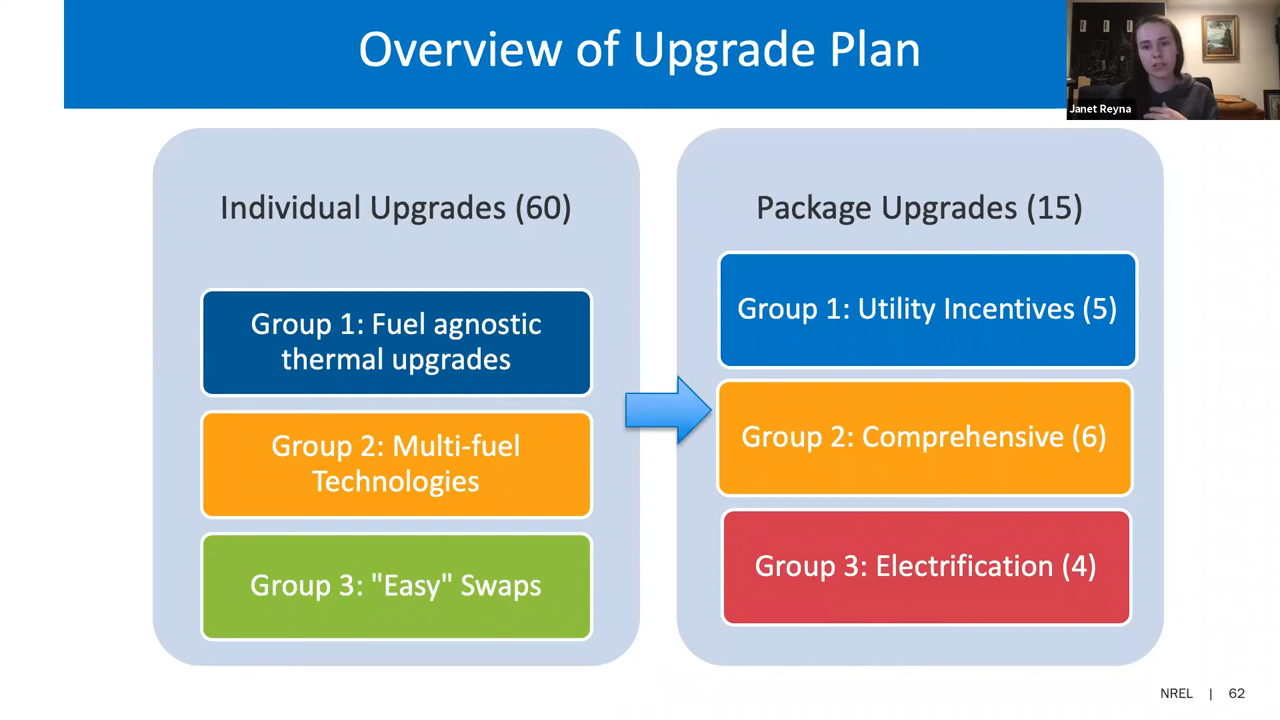 Overview of Upgrade Plan
Janet Reyna
Individual Upgrades (60)
Group 1: Fuel agnostic
thermal upgrades
Group 2: Multi-fuel
Technologies
Group 3: "Easy" Swaps
Package Upgrades (15)
Group 1: Utility Incentives (5)
Group 2: Comprehensive (6)
Group 3: Electrification (4)
NREL | 62